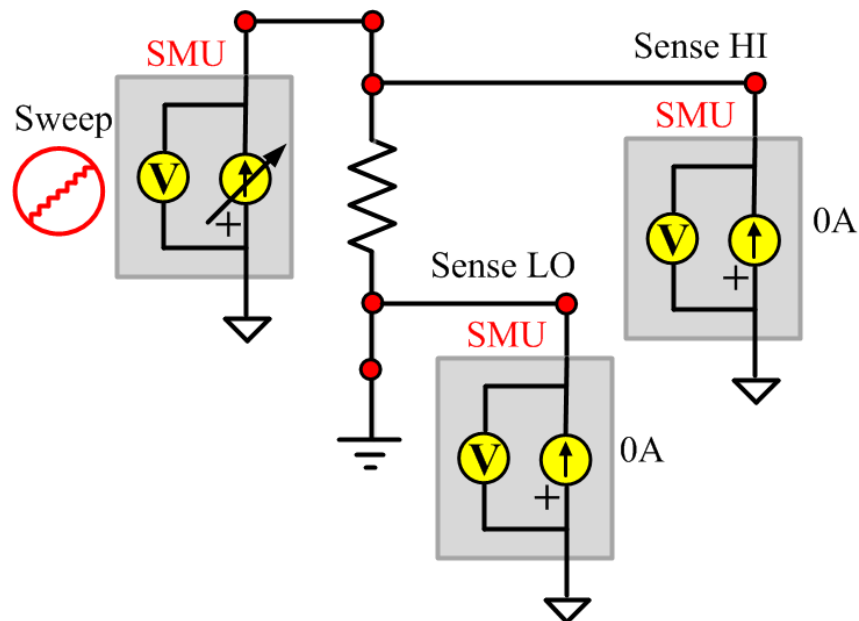 Sense HI
SMU
SMU
Sweep
V
+
0A
V
+
Sense LO
SMU
0A
V
+